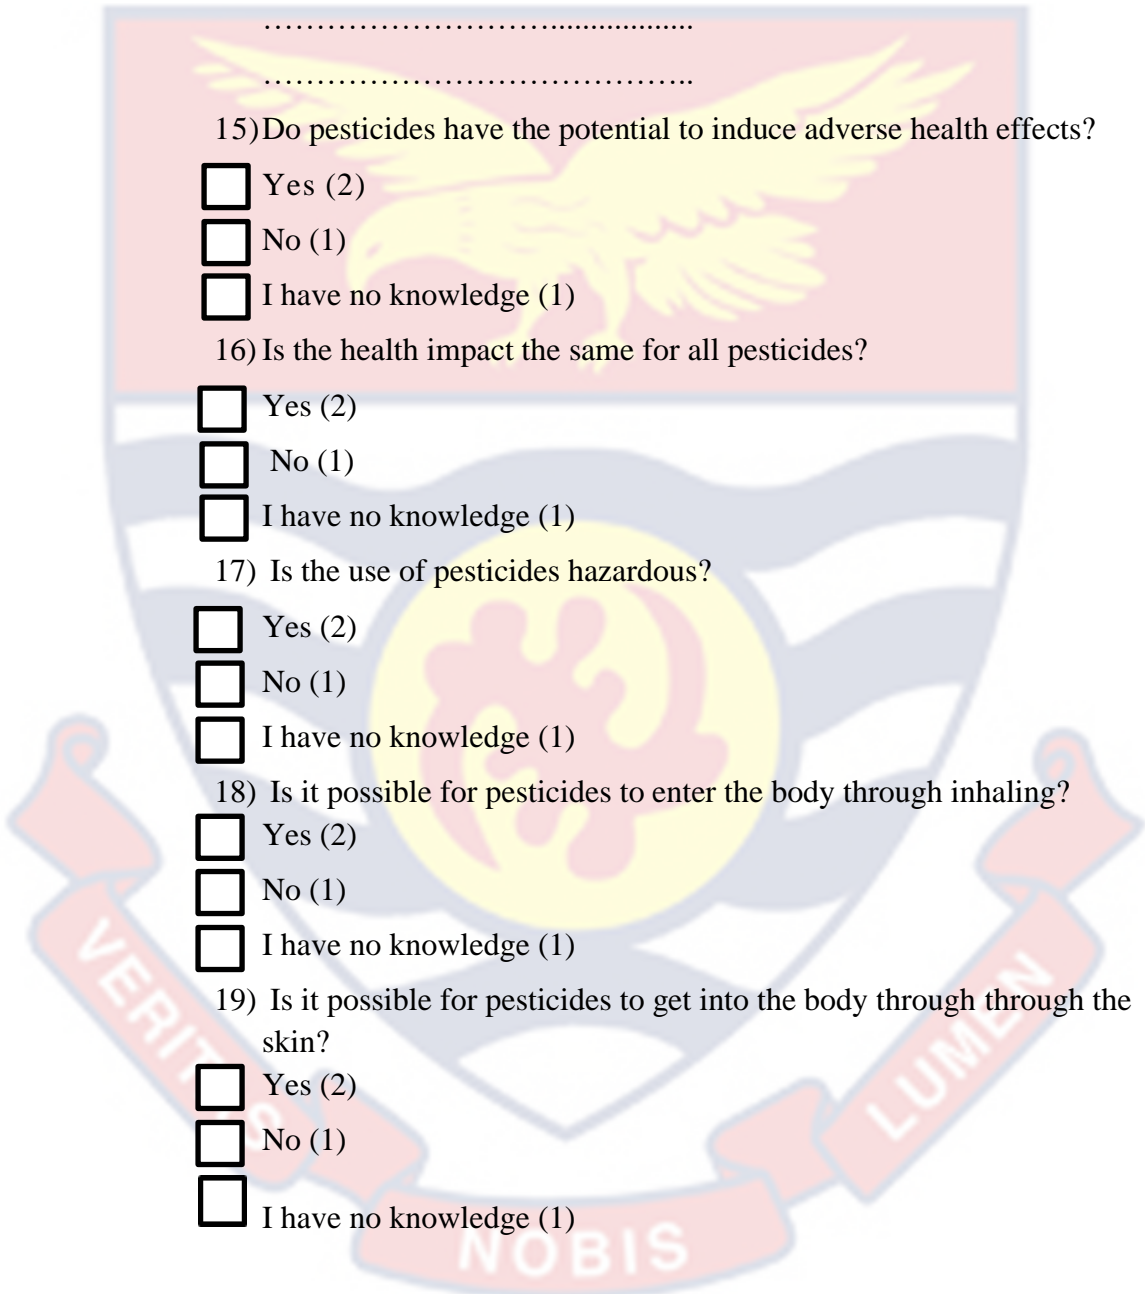 ………………………..................
…………………………………..
15)Do pesticides have the potential to induce adverse health effects?
Yes (2)
No (1)
I have no knowledge (1)
16) Is the health impact the same for all pesticides?
Yes (2)
No (1)
I have no knowledge (1)
17) Is the use of pesticides hazardous?
Yes (2)
No (1)
I have no knowledge (1)
18) Is it possible for pesticides to enter the body through inhaling?
Yes (2)
No (1)
I have no knowledge (1)
19) Is it possible for pesticides to get into the body through through the
skin?
Yes (2)
No (1)
I have no knowledge (1)
VERITAS
NOBIS
LUMEN